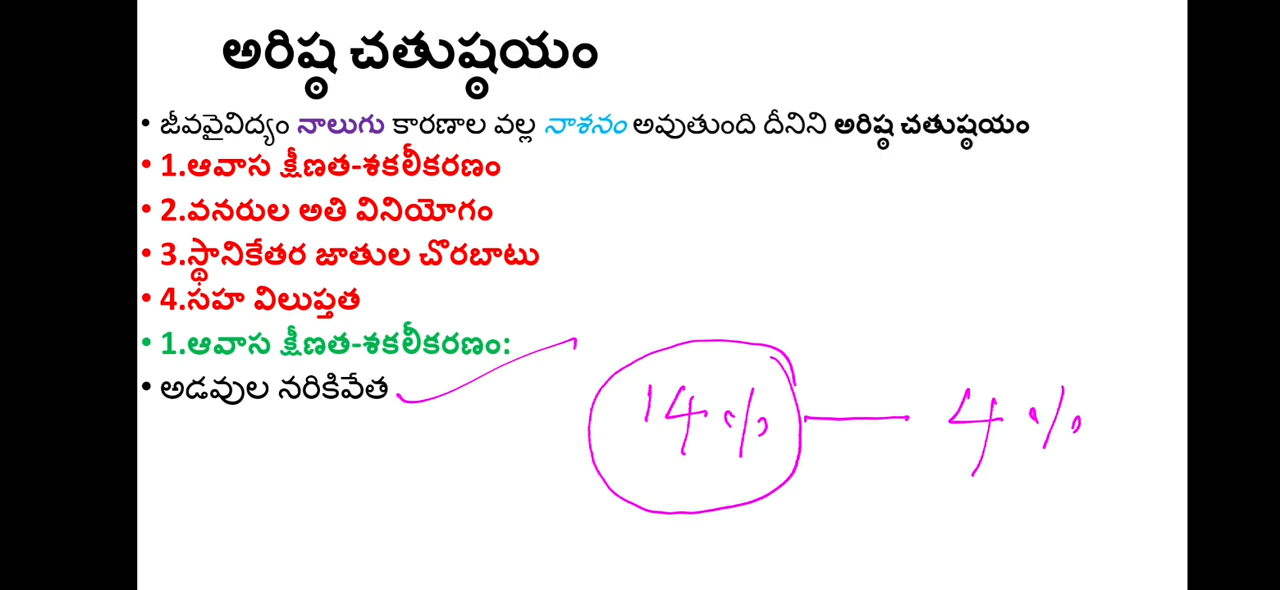 అరిష్ఠ చతుష్ఠయం
• జీవవైవిద్యం నాలుగు కారణాల వల్ల నాశనం అవుతుంది దీనిని అరిష్ఠ చతుష్ఠయం
• 1.ఆవాస క్షీణత-శకలీకరణం
• 2.వనరుల అతి వినియోగం
• 3.స్థానికేతర జాతుల చొరబాటు
• 4.సహ విలుప్తత
• 1.ఆవాస క్షీణత-శకలీకరణం:
• అడవుల నరికివేత
14 % — 4 %